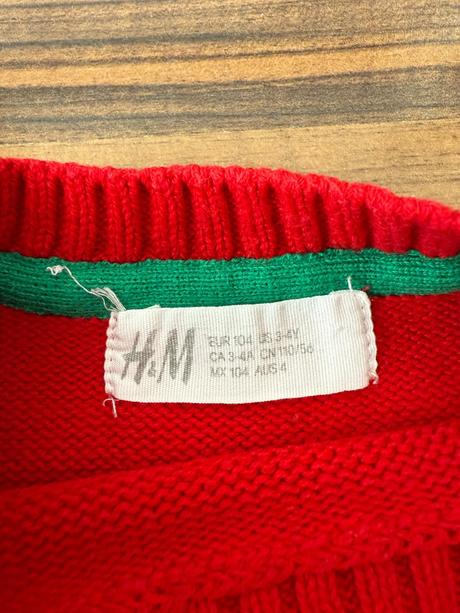 H&M
EUR 104 US 3-4Y
CA 3-4A CN 110/56
MX 104 AUS 4